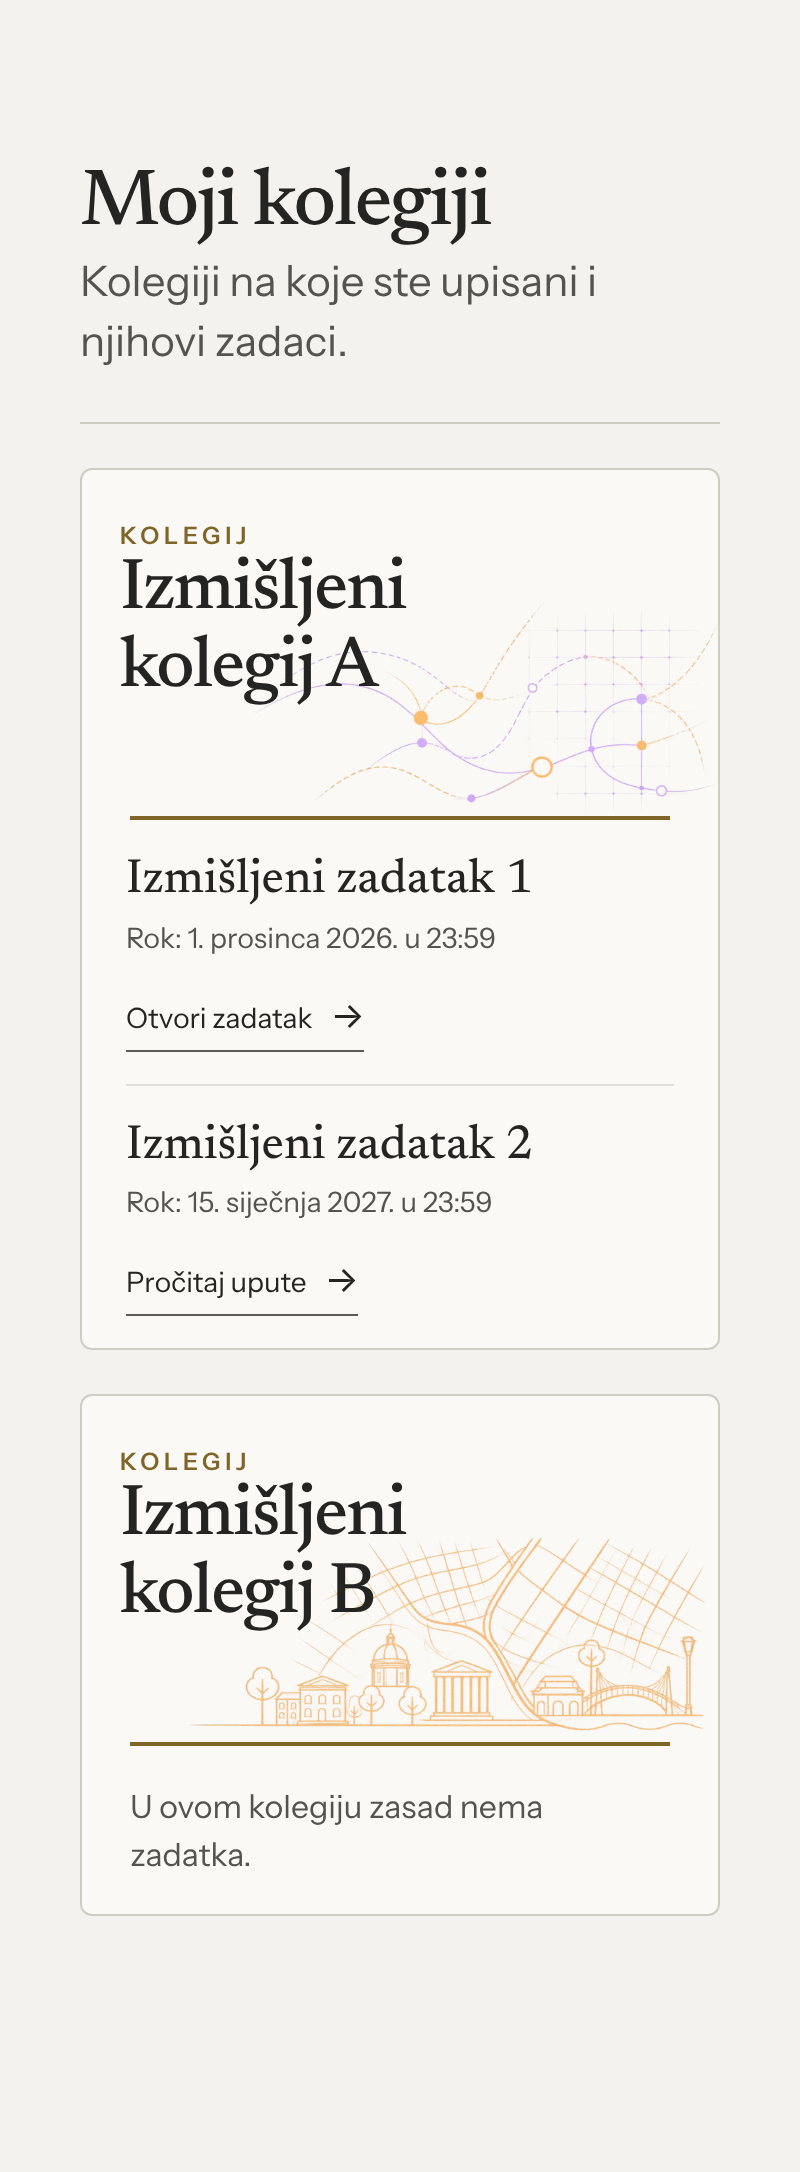 Moji kolegiji
Kolegiji na koje ste upisani i
njihovi zadaci.
KOLEGIJ
Izmišljeni
kolegij A
Izmišljeni zadatak 1
Rok: 1. prosinca 2026. u 23:59
Otvori zadatak →
Izmišljeni zadatak 2
Rok: 15. siječnja 2027. u 23:59
Pročitaj upute →
KOLEGIJ
Izmišljeni
kolegij B
U ovom kolegiju zasad nema
zadatka.